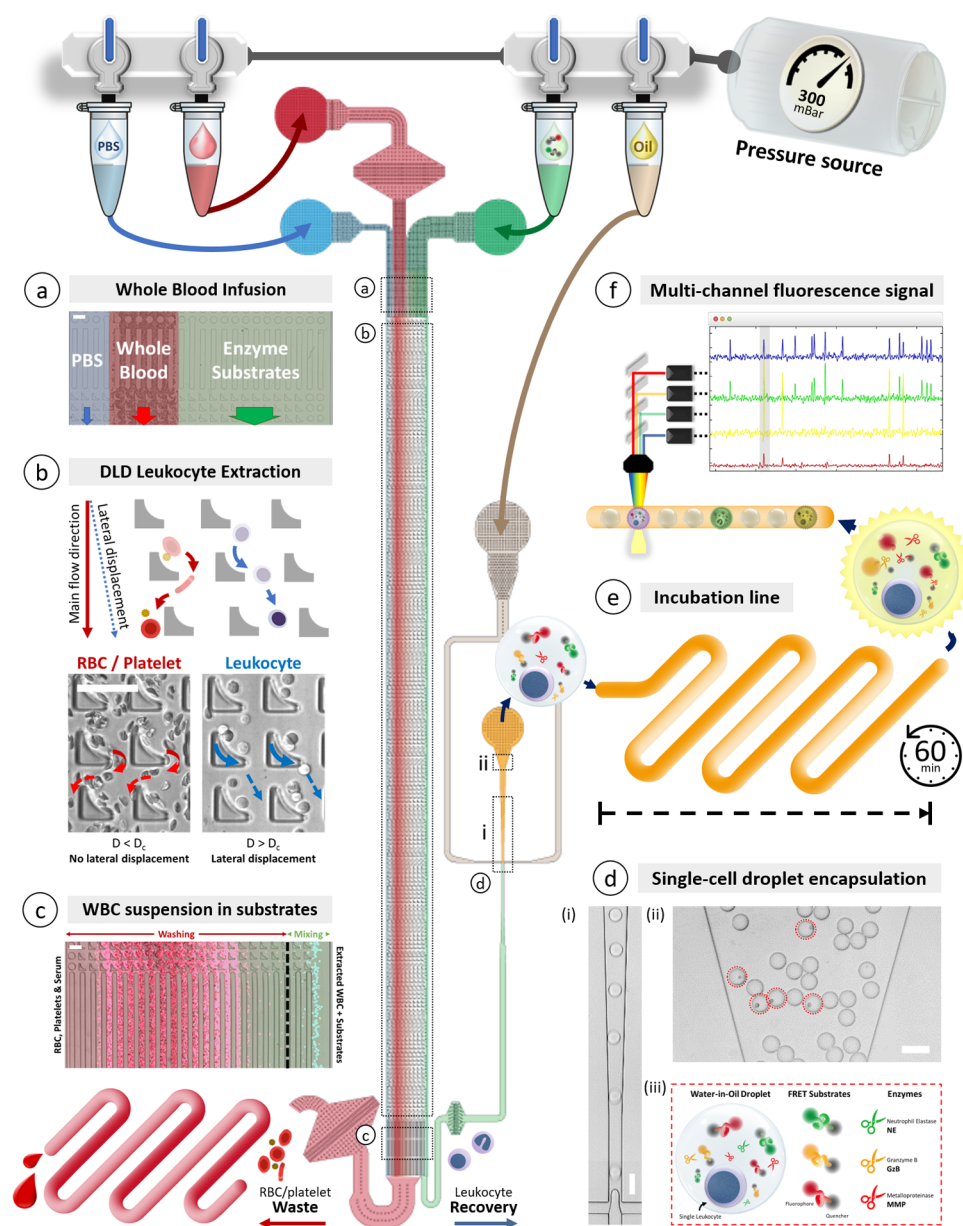 300
mBar
PBS
Oil
Pressure source
a
Whole Blood Infusion
PBS
Whole
Blood
Enzyme
Substrates
a
b
f
Multi-channel fluorescence signal
b
DLD Leukocyte Extraction
Main flow direction
Lateral displacement
RBC / Platelet
Leukocyte
D < Dc
No lateral displacement
D > Dc
Lateral displacement
e
Incubation line
60
min
ii
i
d
c
WBC suspension in substrates
Washing
Mixing
RBC, Platelets & Serum
Extracted WBC + Substrates
c
RBC/platelet
Waste
Leukocyte
Recovery
d
Single-cell droplet encapsulation
(i)
(ii)
(iii)
Water-in-Oil Droplet
FRET Substrates
Enzymes
Neutrophil Elastase
NE
Granzyme B
GzB
Metalloproteinase
MMP
Fluorophore
Quencher
Single Leukocyte